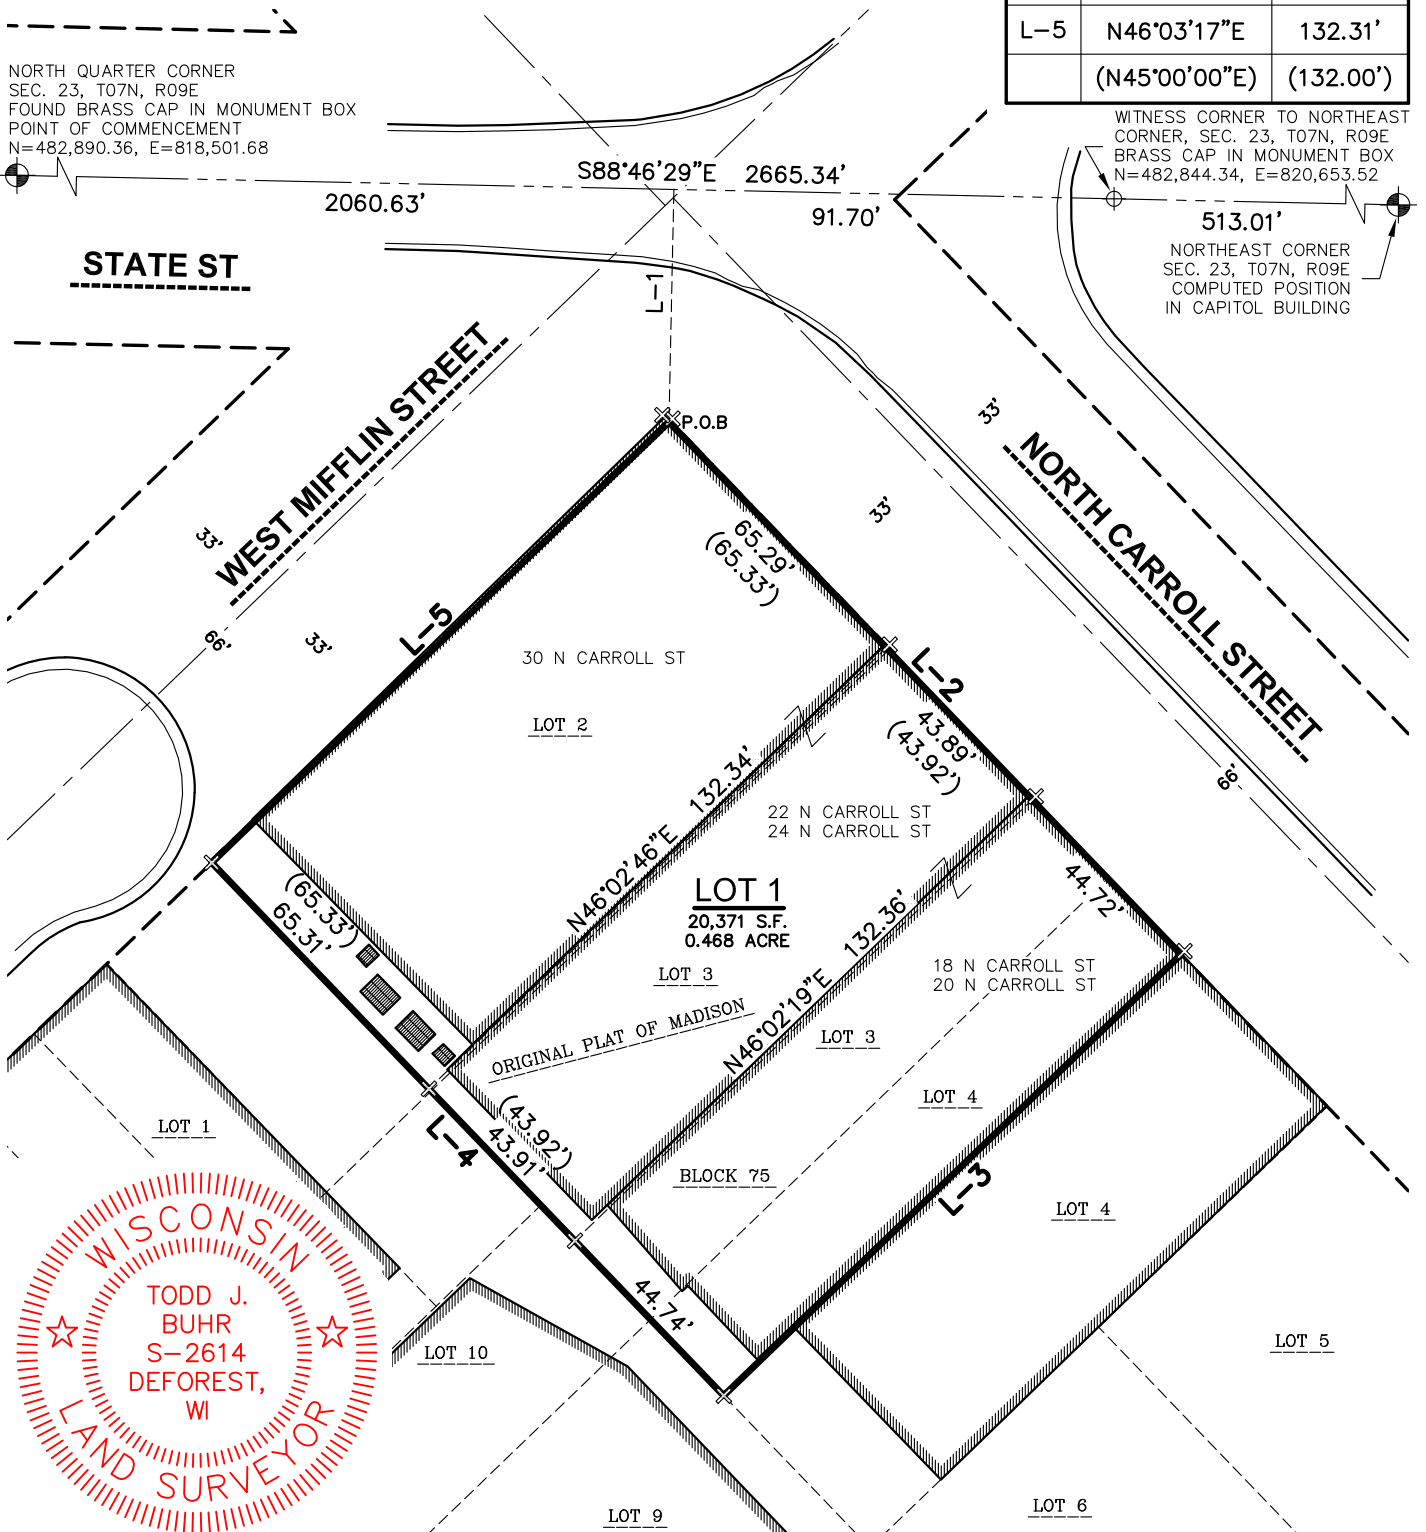 L-5 N46°03'17"E 132.31'
(N45°00'00"E) (132.00')
NORTH QUARTER CORNER
SEC. 23, T07N, R09E
FOUND BRASS CAP IN MONUMENT BOX
POINT OF COMMENCEMENT
N=482,890.36, E=818,501.68
WITNESS CORNER TO NORTHEAST
CORNER, SEC. 23, T07N, R09E
BRASS CAP IN MONUMENT BOX
N=482,844.34, E=820,653.52
S88°46'29"E 2665.34'
2060.63'
91.70'
513.01'
NORTHEAST CORNER
SEC. 23, T07N, R09E
COMPUTED POSITION
IN CAPITOL BUILDING
STATE ST
L-1
WEST MIFFLIN STREET
P.O.B
33'
NORTH CARROLL STREET
33'
33'
66'
33'
65.29'
(65.33')
L-5
30 N CARROLL ST
LOT 2
L-2
43.89'
(43.92')
66'
132.34'
N46°02'46"E
22 N CARROLL ST
24 N CARROLL ST
LOT 1
20,371 S.F.
0.468 ACRE
44.72'
(65.33')
65.31'
132.36'
N46°02'19"E
LOT 3
18 N CARROLL ST
20 N CARROLL ST
ORIGINAL PLAT OF MADISON
LOT 3
LOT 4
(43.92')
43.91'
L-4
LOT 1
BLOCK 75
L-3
LOT 4
44.74'
WISCONSIN
TODD J.
BUHR
S-2614
DEFOREST,
WI
LAND SURVEYOR
LOT 10
LOT 5
LOT 9
LOT 6